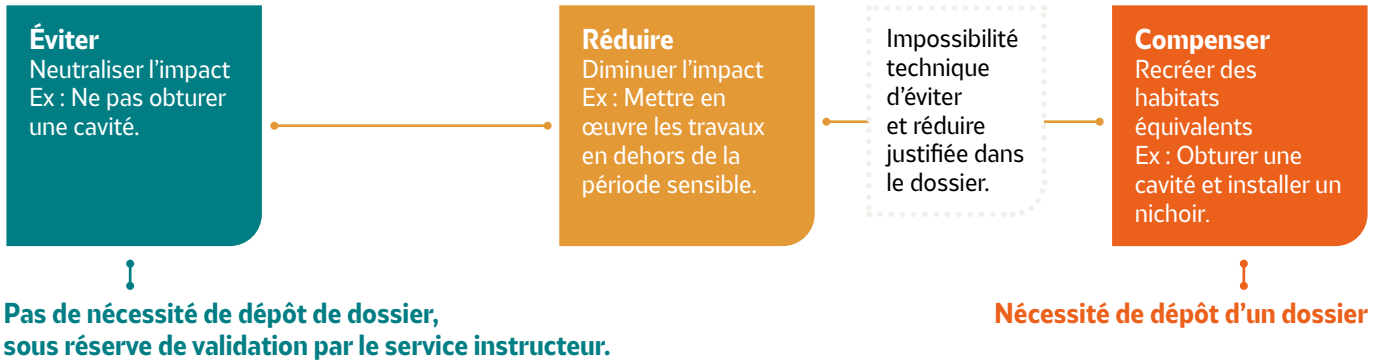 Éviter
Neutraliser l’impact
Ex : Ne pas obturer
une cavité.
Réduire
Diminuer l’impact
Ex : Mettre en
œuvre les travaux
en dehors de la
période sensible.
Impossibilité
technique
d’éviter
et réduire
justifiée dans
le dossier.
Compenser
Recréer des
habitats
équivalents
Ex : Obturer une
cavité et installer un
nichoir.
Pas de nécessité de dépôt de dossier,
sous réserve de validation par le service instructeur.
Nécessité de dépôt d’un dossier